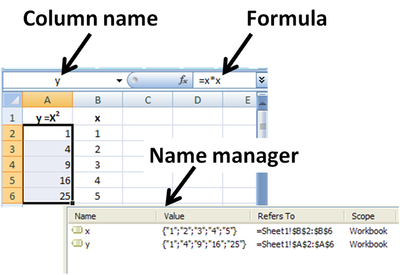 Column name Formula
y fx =x*x
A B C D E
1 y =X² x
2 1 1
3 4 2
4 9 3
5 16 4
6 25 5
Name manager
Name Value Refers To Scope
x {"1";"2";"3";"4";"5"} =Sheet1!$B$2:$B$6 Workbook
y {"1";"4";"9";"16";"25"} =Sheet1!$A$2:$A$6 Workbook